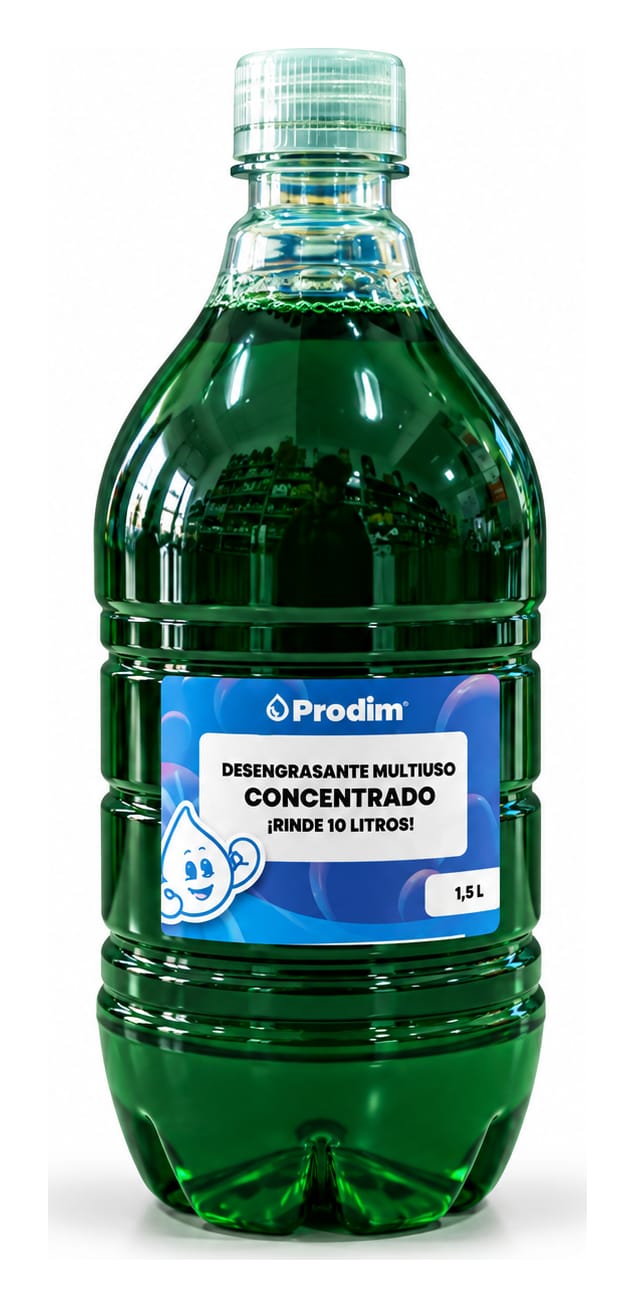 Prodim®
DESENGRASANTE MULTIUSO
CONCENTRADO
¡RINDE 10 LITROS!
1,5 L